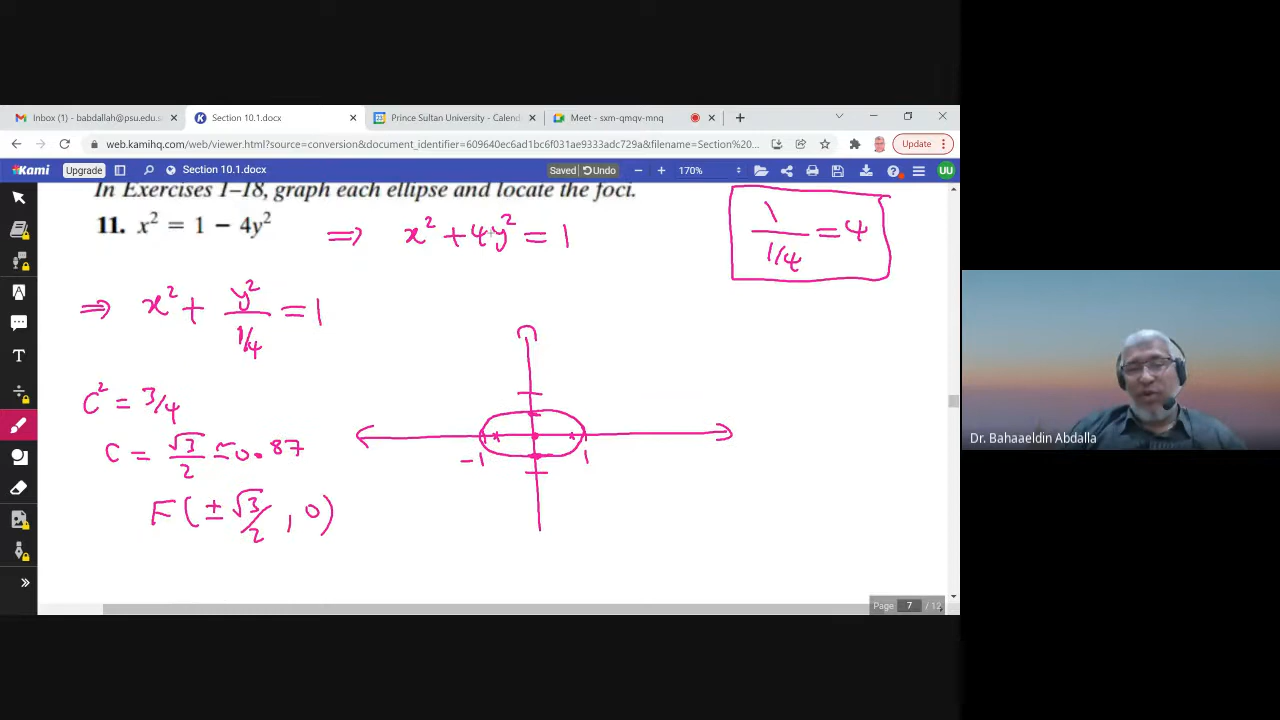 Inbox (1) - babdallah@psu.edu.s
Section 10.1.docx
Prince Sultan University - Calend
Meet - sxm-qmqv-mnq
www.web.kamihq.com/web/viewer.html?source=conversion&document_identifier=609640ec6ad1bc6f031ae9333adc729a&filename=Section%20...
Update
Kami
Upgrade
Section 10.1.docx
Saved
Undo
170%
UU
In Exercises 1–18, graph each ellipse and locate the foci.
11. x² = 1 − 4y²
⇒ x² + 4y² = 1
1/(1/4) = 4
⇒ x² + y²/(1/4) = 1
C² = 3/4
C = √3/2 ≈ 0.87
F(± √3/2, 0)
-1
1
Dr. Bahaaeldin Abdalla
Page 7 / 12